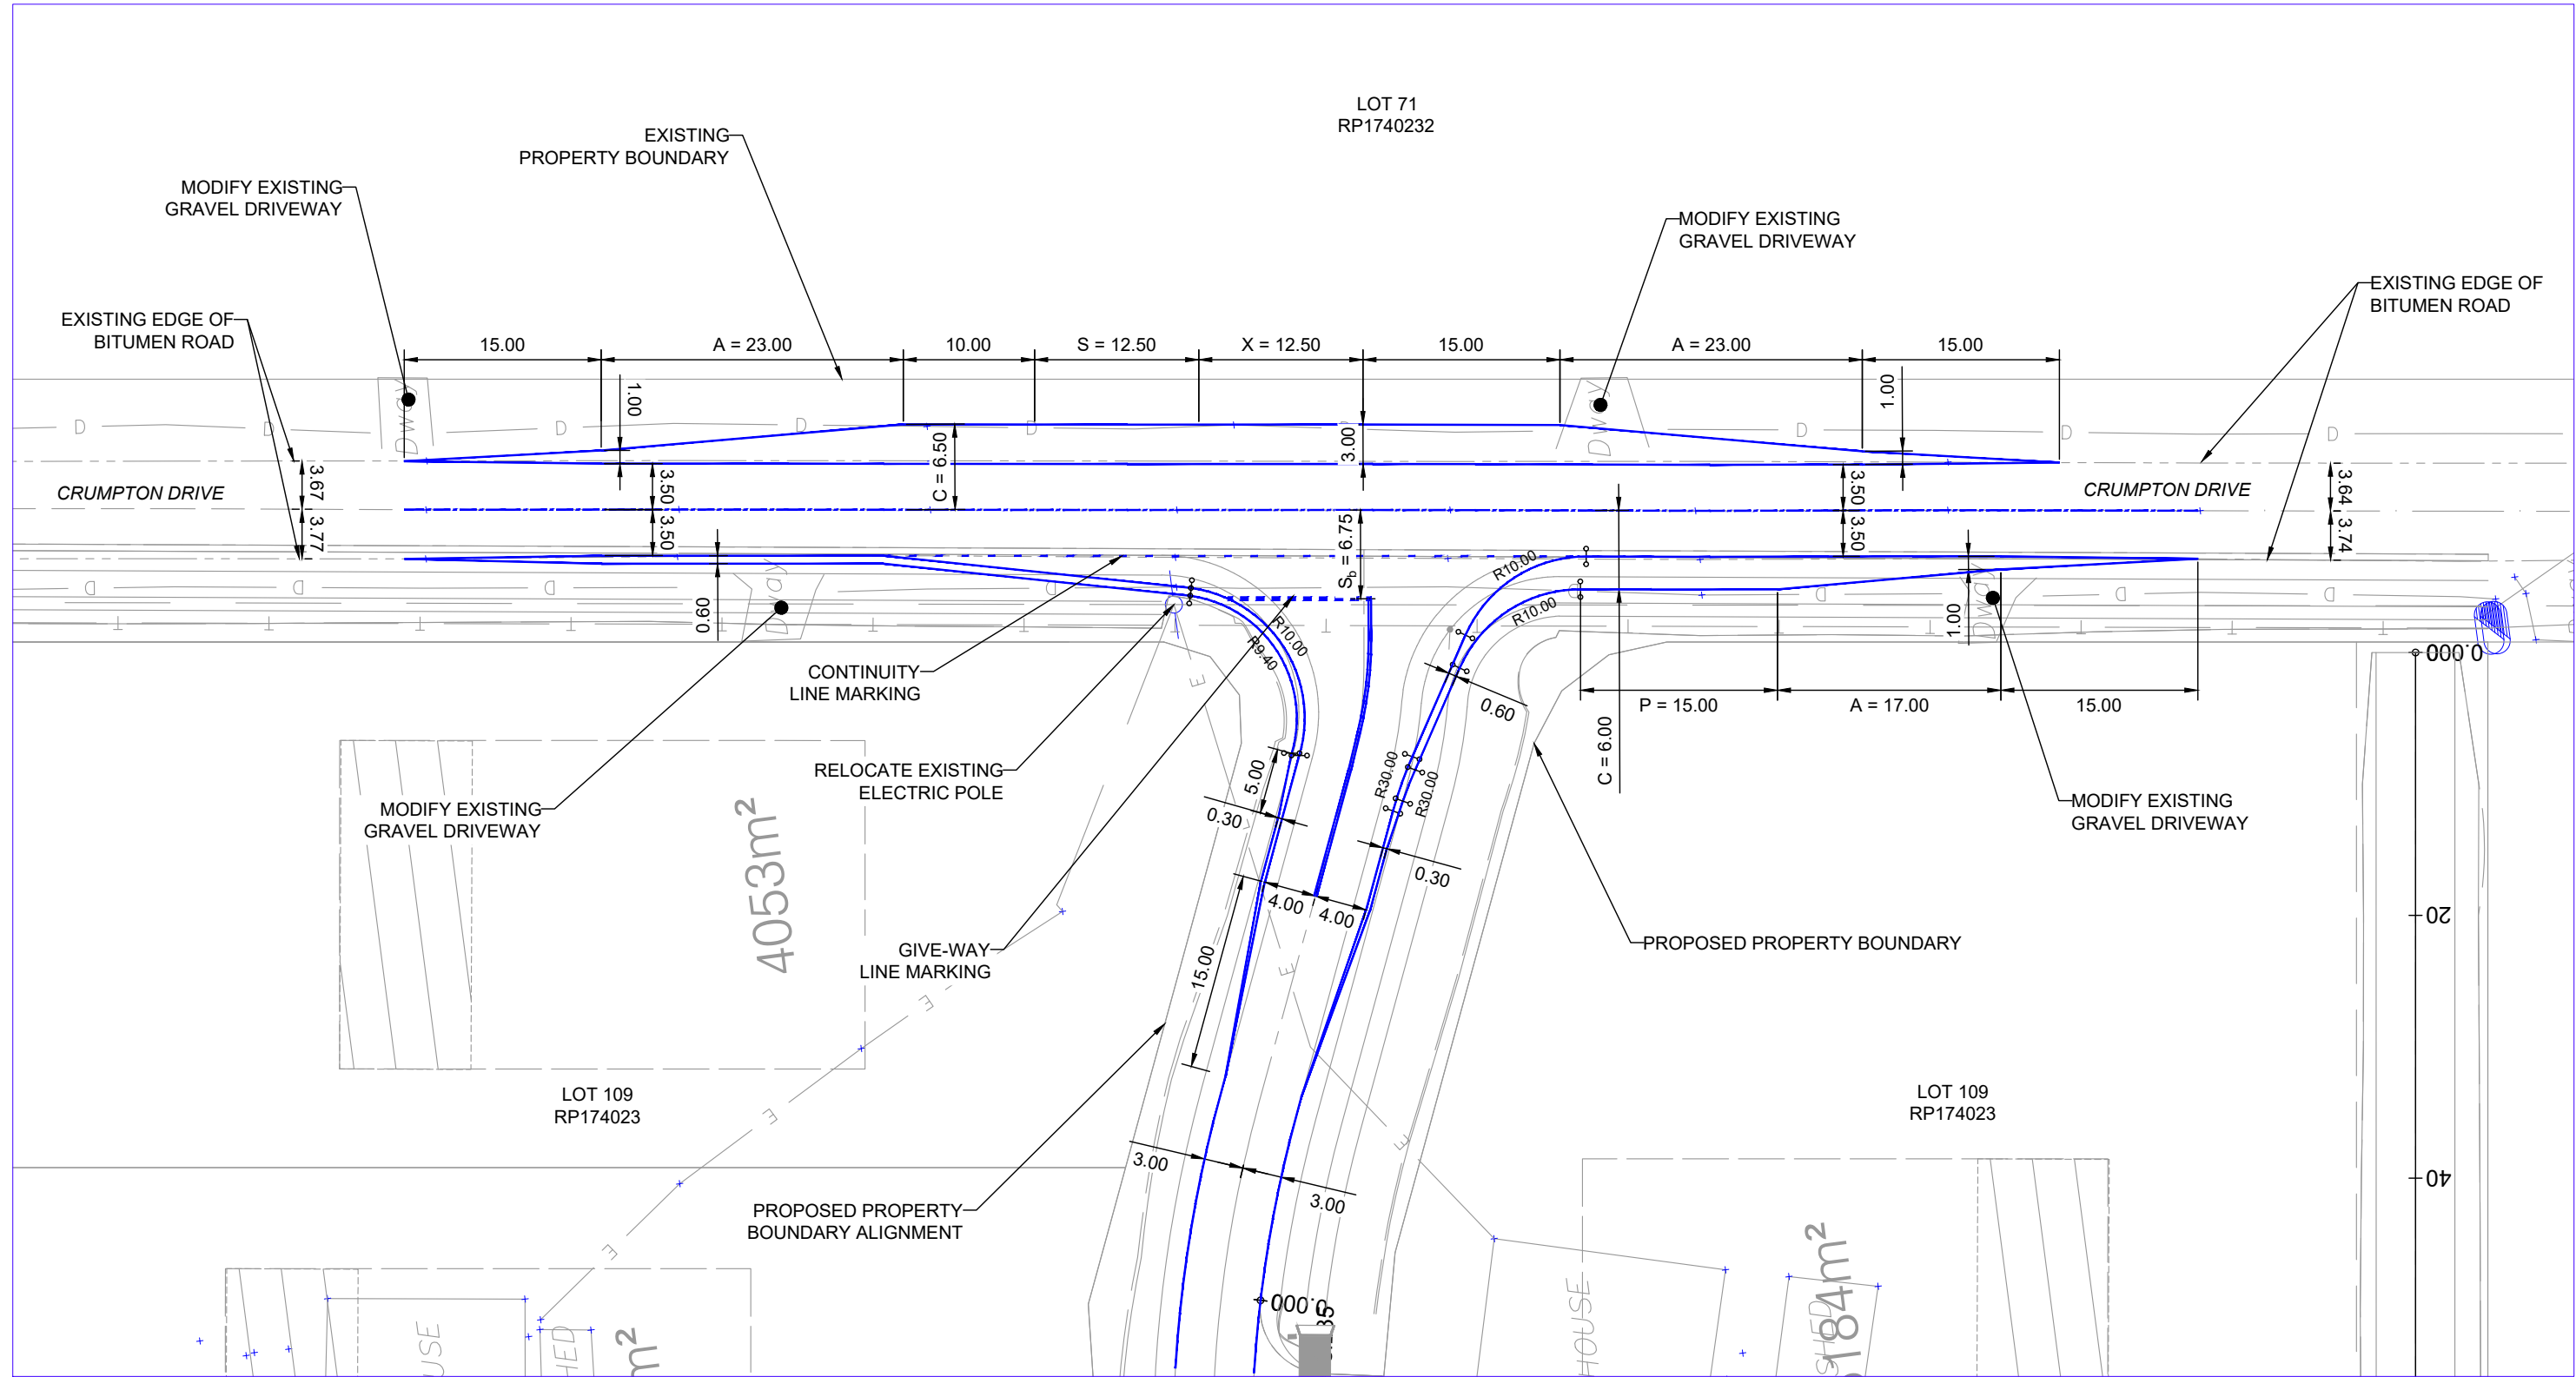 LOT 71
RP1740232
EXISTING
PROPERTY BOUNDARY
MODIFY EXISTING
GRAVEL DRIVEWAY
MODIFY EXISTING
GRAVEL DRIVEWAY
EXISTING EDGE OF
BITUMEN ROAD
EXISTING EDGE OF
BITUMEN ROAD
15.00
A = 23.00
10.00
S = 12.50
X = 12.50
15.00
A = 23.00
15.00
Dway
1.00
Dway
1.00
D
D
D
D
D
D
D
D
D
C = 6.50
3.00
3.67
3.77
3.50
3.50
3.50
3.50
3.64
3.74
CRUMPTON DRIVE
CRUMPTON DRIVE
Sb = 6.75
R10.00
R10.00
D
D
D
D
D
D
D
D
Dway
Dway
0.60
1.00
R10.00
R9.40
CONTINUITY
LINE MARKING
E
0.60
P = 15.00
A = 17.00
15.00
C = 6.00
0.000
RELOCATE EXISTING
ELECTRIC POLE
5.00
0.30
R30.00
R30.00
0.30
MODIFY EXISTING
GRAVEL DRIVEWAY
MODIFY EXISTING
GRAVEL DRIVEWAY
4053m²
4.00
4.00
20
GIVE-WAY
LINE MARKING
PROPOSED PROPERTY BOUNDARY
15.00
E
E
E
E
E
LOT 109
RP174023
LOT 109
RP174023
3.00
3.00
40
PROPOSED PROPERTY
BOUNDARY ALIGNMENT
0.000
HOUSE
SHED
184m²
m²